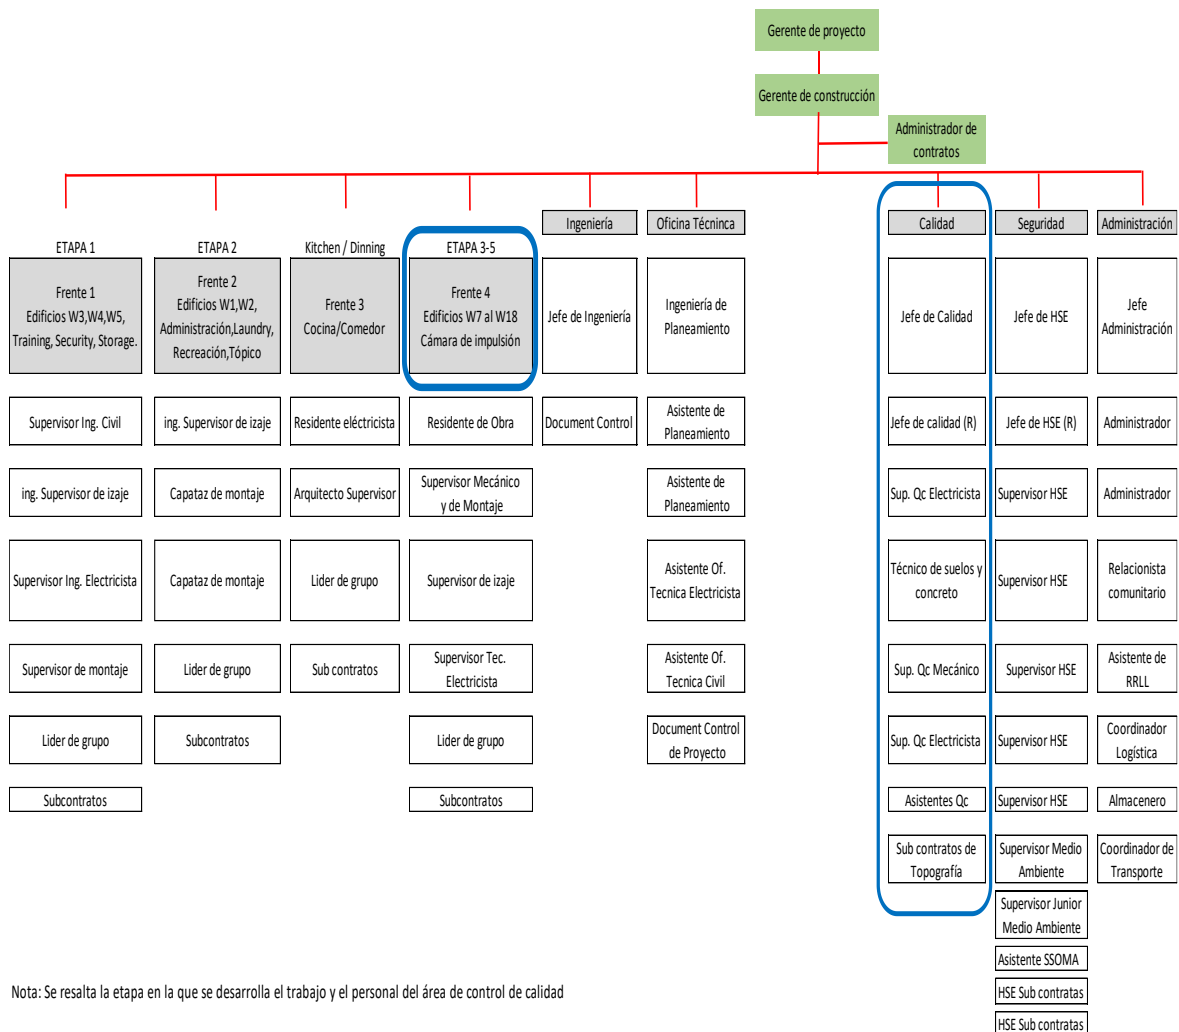 Gerente de proyecto
Gerente de construcción
Administrador de
contratos
ETAPA 1
Frente 1
Edificios W3,W4,W5,
Training, Security, Storage.
Supervisor Ing. Civil
ing. Supervisor de izaje
Supervisor Ing. Electricista
Supervisor de montaje
Lider de grupo
Subcontratos
ETAPA 2
Frente 2
Edificios W1,W2,
Administración,Laundry,
Recreación,Tópico
ing. Supervisor de izaje
Capataz de montaje
Capataz de montaje
Lider de grupo
Subcontratos
Kitchen / Dinning
Frente 3
Cocina/Comedor
Residente eléctricista
Arquitecto Supervisor
Lider de grupo
Sub contratos
ETAPA 3-5
Frente 4
Edificios W7 al W18
Cámara de impulsión
Residente de Obra
Supervisor Mecánico
y de Montaje
Supervisor de izaje
Supervisor Tec.
Electricista
Lider de grupo
Subcontratos
Ingeniería
Jefe de Ingeniería
Document Control
Oficina Téncinca
Ingeniería de
Planeamiento
Asistente de
Planeamiento
Asistente de
Planeamiento
Asistente Of.
Tecnica Electricista
Asistente Of.
Tecnica Civil
Document Control
de Proyecto
Calidad
Jefe de Calidad
Jefe de calidad (R)
Sup. Qc Electricista
Técnico de suelos y
concreto
Sup. Qc Mecánico
Sup. Qc Electricista
Asistentes Qc
Sub contratos de
Topografía
Seguridad
Jefe de HSE
Jefe de HSE (R)
Supervisor HSE
Supervisor HSE
Supervisor HSE
Supervisor HSE
Supervisor HSE
Supervisor Medio
Ambiente
Supervisor Junior
Medio Ambiente
Asistente SSOMA
HSE Sub contratas
HSE Sub contratas
Administración
Jefe
Administración
Administrador
Administrador
Relacionista
comunitario
Asistente de
RRLL
Coordinador
Logística
Almacenero
Coordinador de
Transporte
Nota: Se resalta la etapa en la que se desarrolla el trabajo y el personal del área de control de calidad